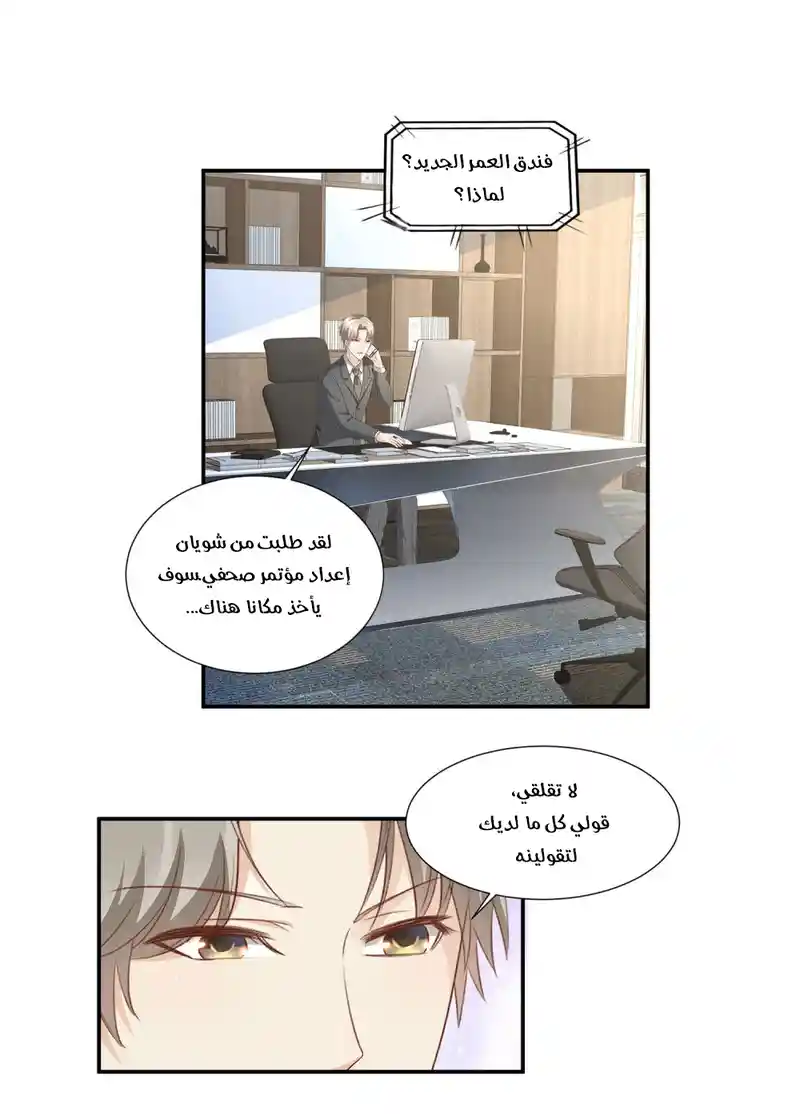 فندق العمر الجديد؟
لماذا؟
لقد طلبت من شويان
إعداد مؤتمر صحفي.سوف
يأخذ مكانا هناك...
لا تقلقي،
قولي كل ما لديك
لتقولينه